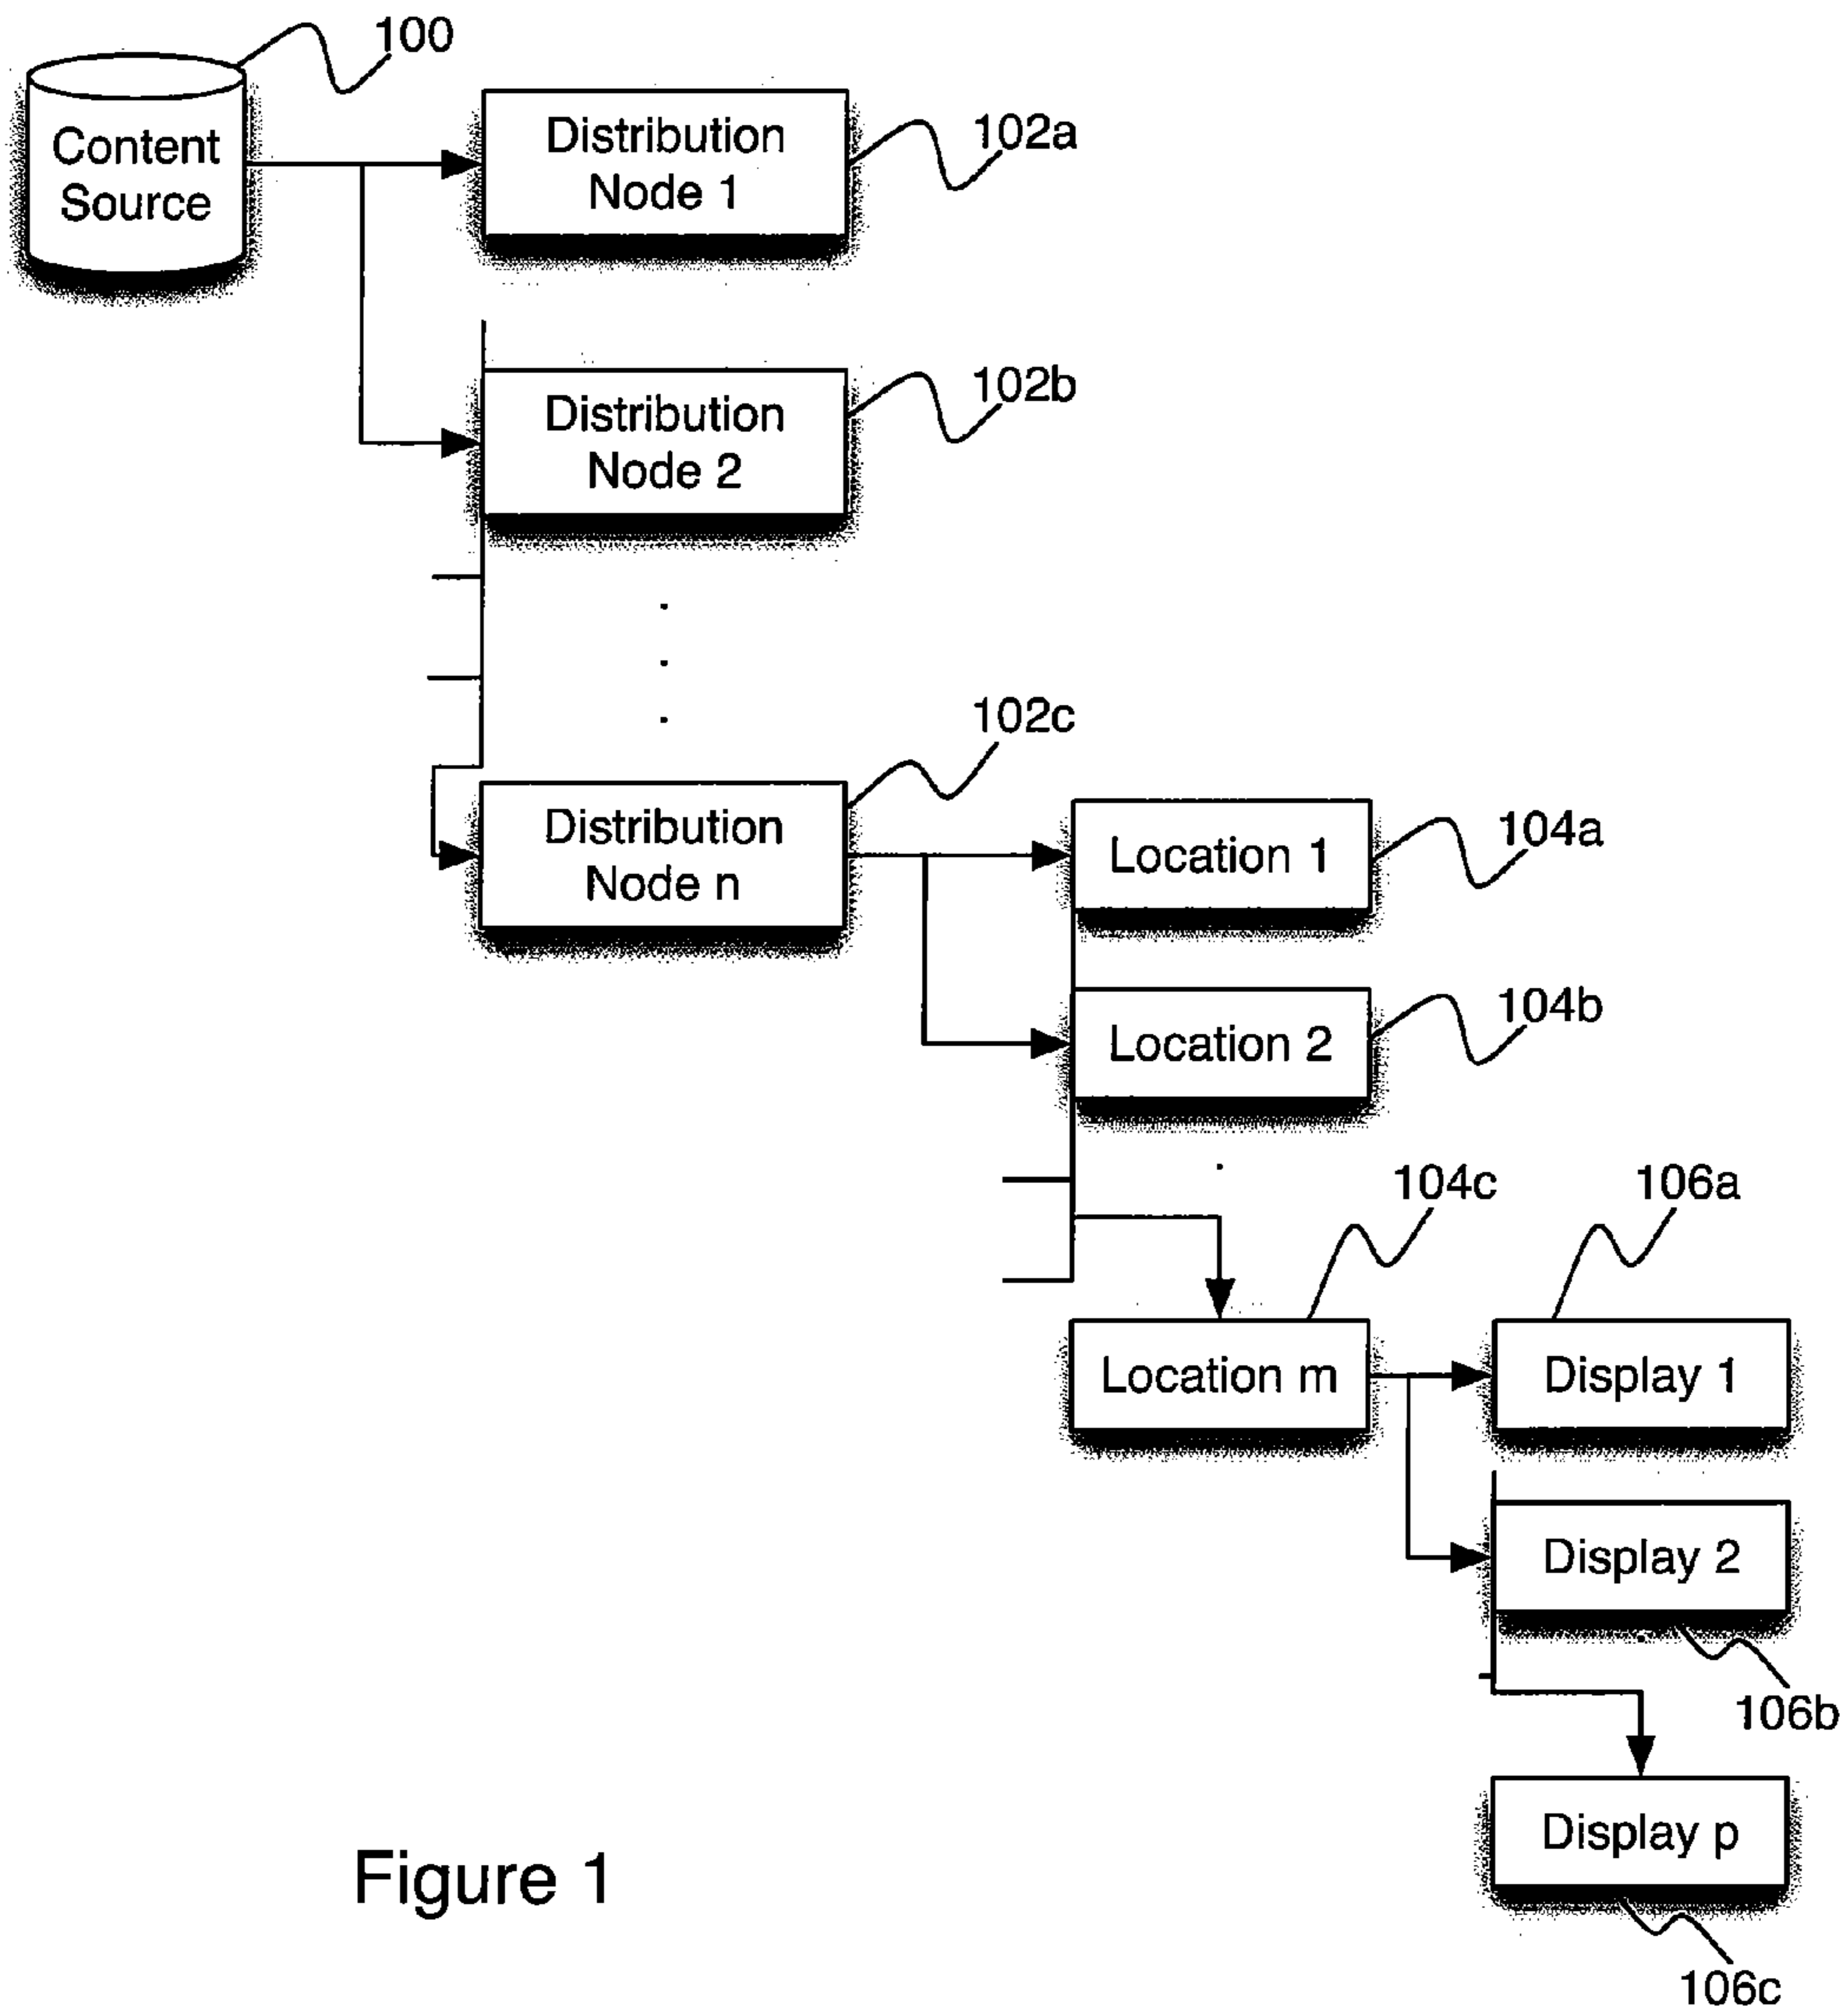 100
Content
Source
Distribution
Node 1
102a
Distribution
Node 2
102b
102c
Distribution
Node n
Location 1
104a
Location 2
104b
104c
106a
Location m
Display 1
Display 2
106b
Display p
106c
Figure 1